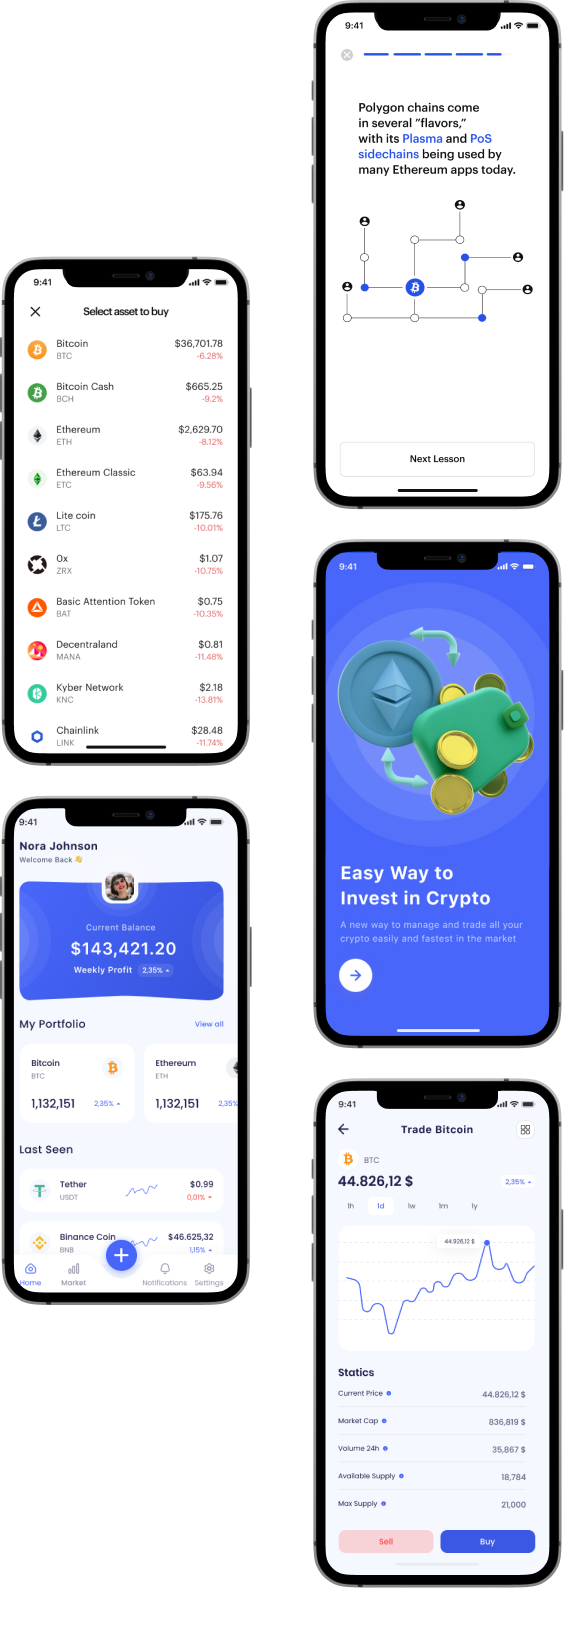 9:41
Polygon chains come
in several "flavors,"
with its Plasma and PoS
sidechains being used by
many Ethereum apps today.
Next Lesson
9:41
Select asset to buy
Bitcoin $36,701.78
BTC -6.28%
Bitcoin Cash $665.25
BCH -9.2%
Ethereum $2,629.70
ETH -8.12%
Ethereum Classic $63.94
ETC -9.56%
Lite coin $175.76
LTC -10.01%
0x $1.07
ZRX -10.75%
Basic Attention Token $0.75
BAT -10.35%
Decentraland $0.81
MANA -11.48%
Kyber Network $2.18
KNC -13.81%
Chainlink $28.48
LINK -11.74%
9:41
Easy Way to
Invest in Crypto
A new way to manage and trade all your
crypto easily and fastest in the market
9:41
Nora Johnson
Welcome Back 👋
Current Balance
$143,421.20
Weekly Profit 2,35%
My Portfolio View all
Bitcoin Ethereum
BTC ETH
1,132,151 2,35% 1,132,151 2,35%
Last Seen
Tether $0.99
USDT 0,01%
Binance Coin $46.625,32
BNB 1,15%
Home Market Notifications Settings
9:41
Trade Bitcoin
BTC
44.826,12 $ 2,35%
1h 1d 1w 1m 1y
44.926,12 $
Statics
Current Price 44.826,12 $
Market Cap 836,819 $
Volume 24h 35,867 $
Available Supply 18,784
Max Supply 21,000
Sell Buy